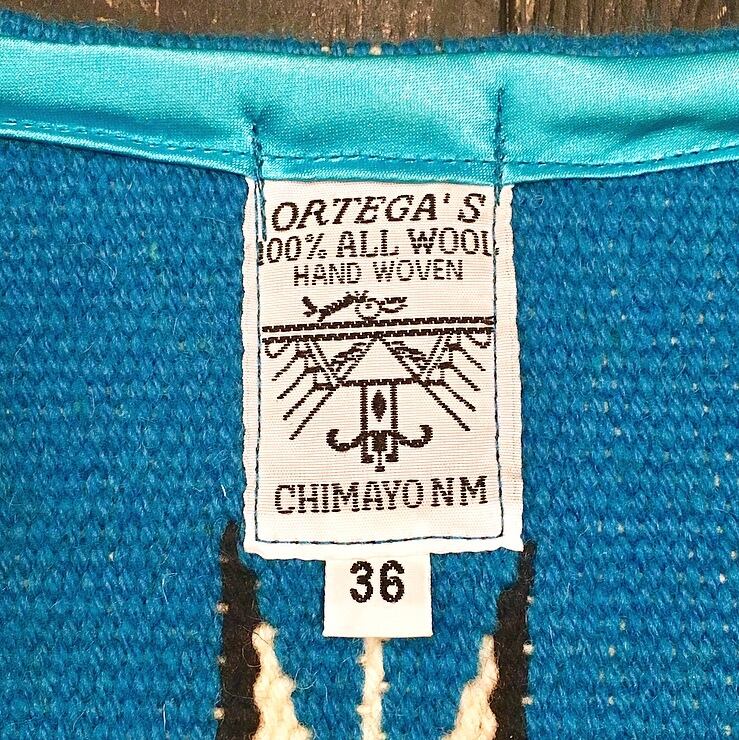 ORTEGA'S
100% ALL WOOL
HAND WOVEN
CHIMAYO NM
36